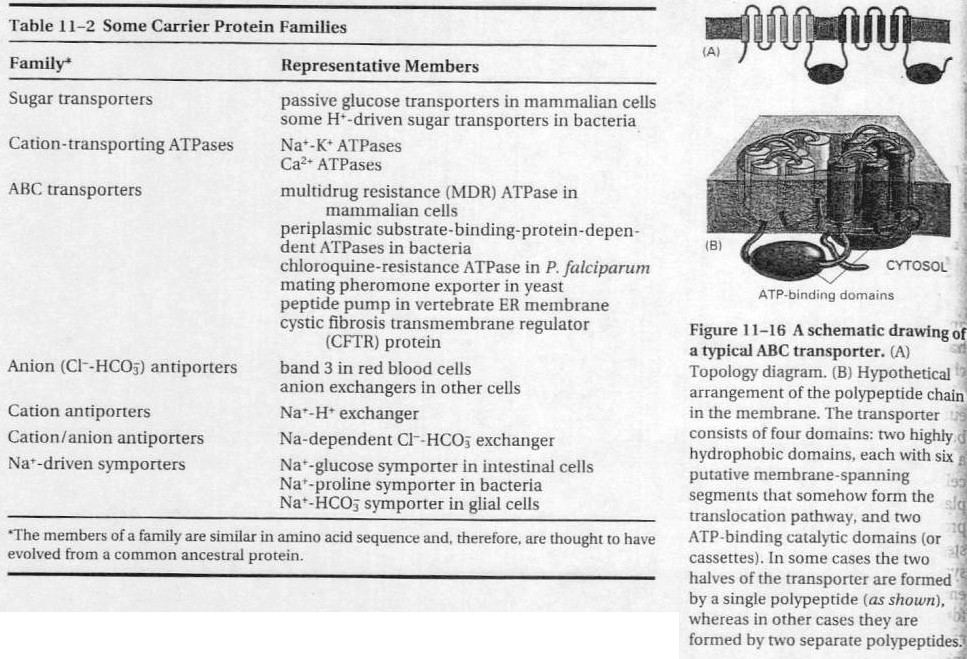 Table 11–2 Some Carrier Protein Families
Family*
Representative Members
Sugar transporters
passive glucose transporters in mammalian cells
some H⁺-driven sugar transporters in bacteria
Cation-transporting ATPases
Na⁺-K⁺ ATPases
Ca²⁺ ATPases
ABC transporters
multidrug resistance (MDR) ATPase in
mammalian cells
periplasmic substrate-binding-protein-depen-
dent ATPases in bacteria
chloroquine-resistance ATPase in P. falciparum
mating pheromone exporter in yeast
peptide pump in vertebrate ER membrane
cystic fibrosis transmembrane regulator
(CFTR) protein
Anion (Cl⁻-HCO₃⁻) antiporters
band 3 in red blood cells
anion exchangers in other cells
Cation antiporters
Na⁺-H⁺ exchanger
Cation/anion antiporters
Na-dependent Cl⁻-HCO₃⁻ exchanger
Na⁺-driven symporters
Na⁺-glucose symporter in intestinal cells
Na⁺-proline symporter in bacteria
Na⁺-HCO₃⁻ symporter in glial cells
*The members of a family are similar in amino acid sequence and, therefore, are thought to have
evolved from a common ancestral protein.
(A)
(B)
CYTOSOL
ATP-binding domains
Figure 11–16 A schematic drawing of
a typical ABC transporter. (A)
Topology diagram. (B) Hypothetical
arrangement of the polypeptide chain
in the membrane. The transporter
consists of four domains: two highly
hydrophobic domains, each with six
putative membrane-spanning
segments that somehow form the
translocation pathway, and two
ATP-binding catalytic domains (or
cassettes). In some cases the two
halves of the transporter are formed
by a single polypeptide (as shown),
whereas in other cases they are
formed by two separate polypeptides.